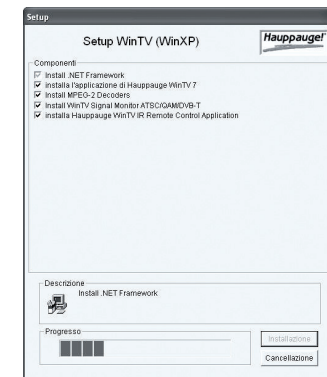 Setup
Setup WinTV (WinXP)
Hauppauge!
Componenti
Install .NET Framework
installa l'applicazione di Hauppauge WinTV 7
Install MPEG-2 Decoders
Install WinTV Signal Monitor ATSC/QAM/DVB-T
installa Hauppauge WinTV IR Remote Control Application
Descrizione
Install .NET Framework
Progresso
Installazione
Cancellazione